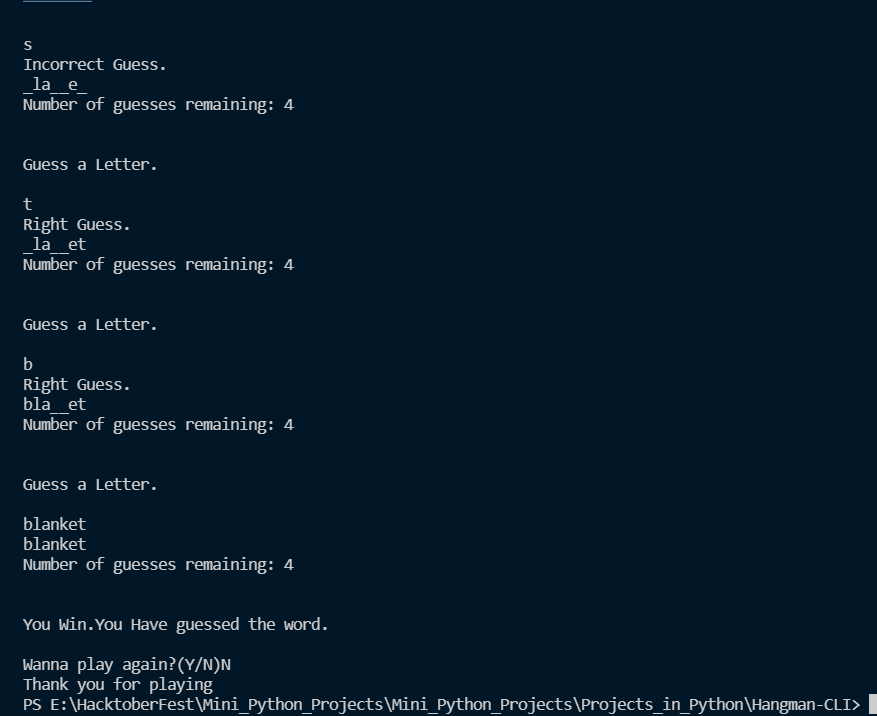 s
Incorrect Guess.
_la__e_
Number of guesses remaining: 4
Guess a Letter.
t
Right Guess.
_la__et
Number of guesses remaining: 4
Guess a Letter.
b
Right Guess.
bla__et
Number of guesses remaining: 4
Guess a Letter.
blanket
blanket
Number of guesses remaining: 4
You Win.You Have guessed the word.
Wanna play again?(Y/N)N
Thank you for playing
PS E:\HacktoberFest\Mini_Python_Projects\Mini_Python_Projects\Projects_in_Python\Hangman-CLI>